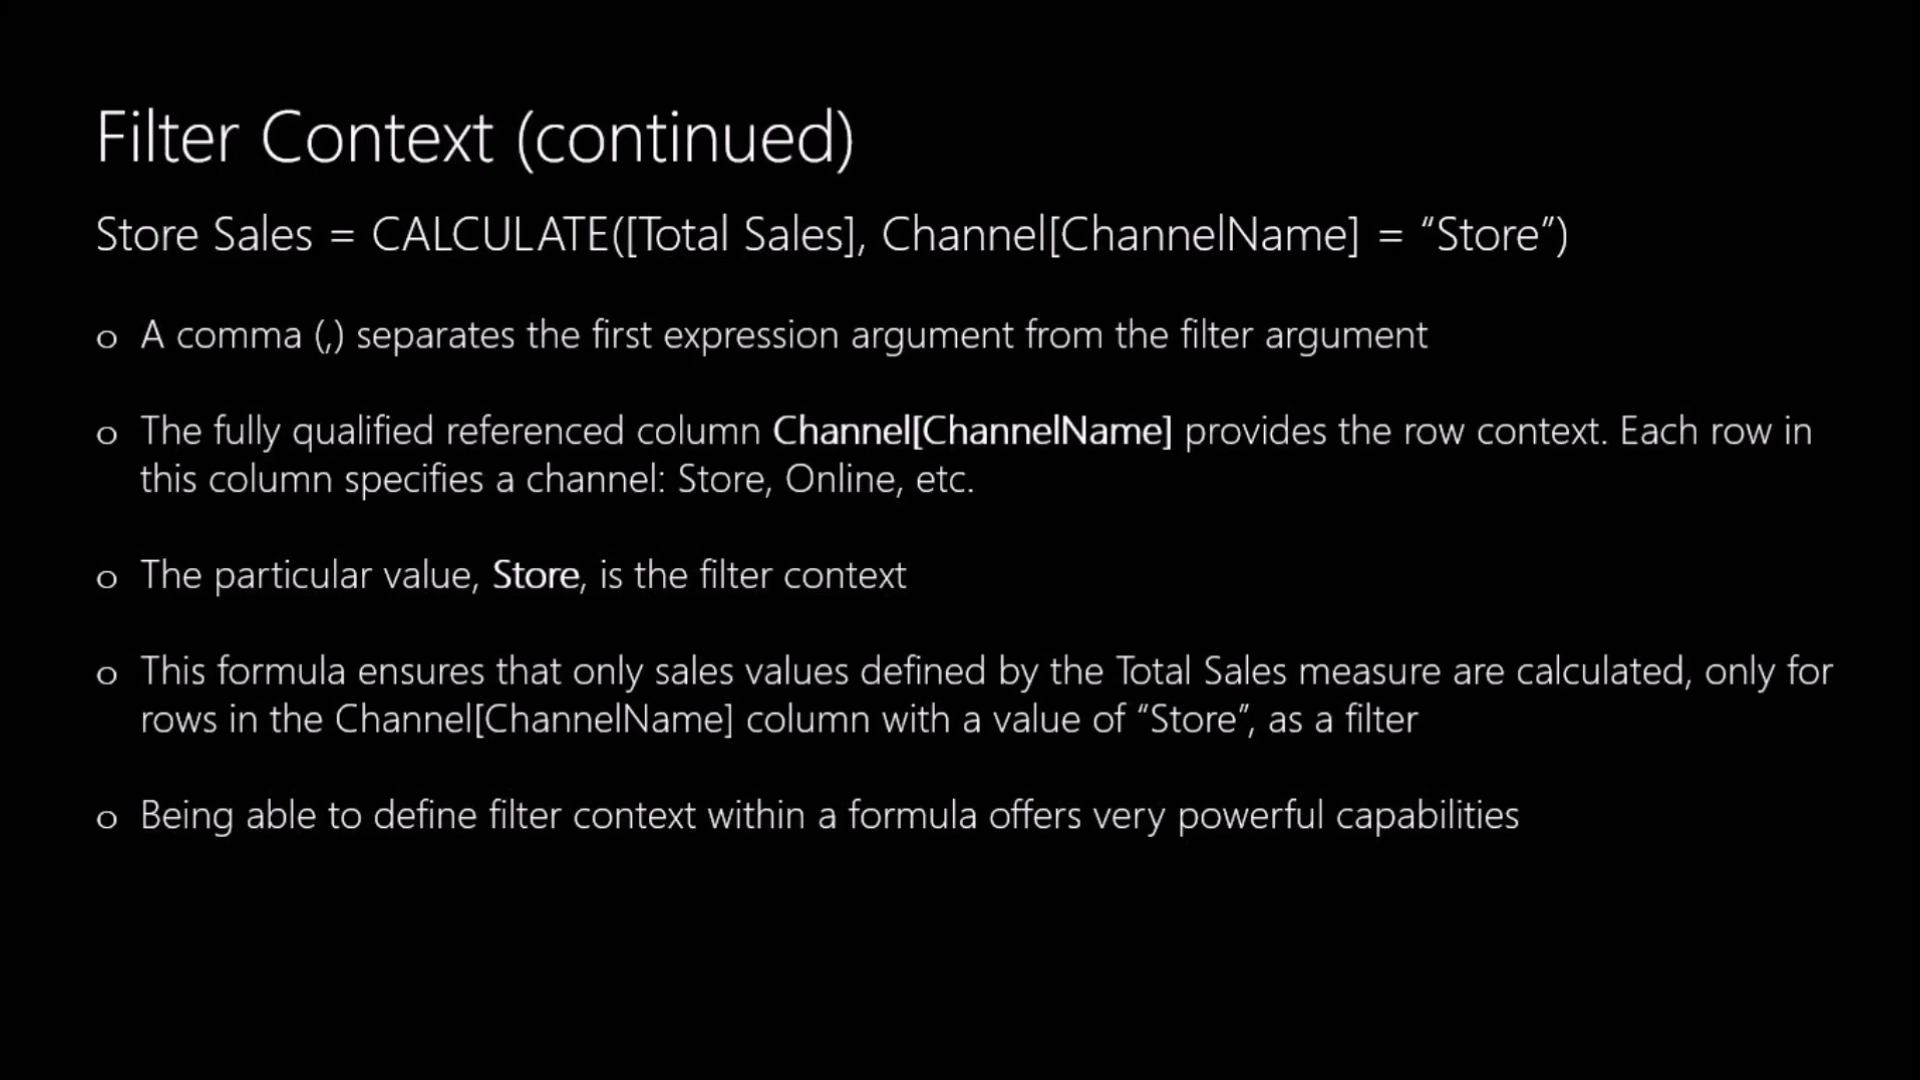 Filter Context (continued)
Store Sales = CALCULATE([Total Sales], Channel[ChannelName] = “Store”)
o A comma (,) separates the first expression argument from the filter argument
o The fully qualified referenced column Channel[ChannelName] provides the row context. Each row in
this column specifies a channel: Store, Online, etc.
o The particular value, Store, is the filter context
o This formula ensures that only sales values defined by the Total Sales measure are calculated, only for
rows in the Channel[ChannelName] column with a value of “Store”, as a filter
o Being able to define filter context within a formula offers very powerful capabilities